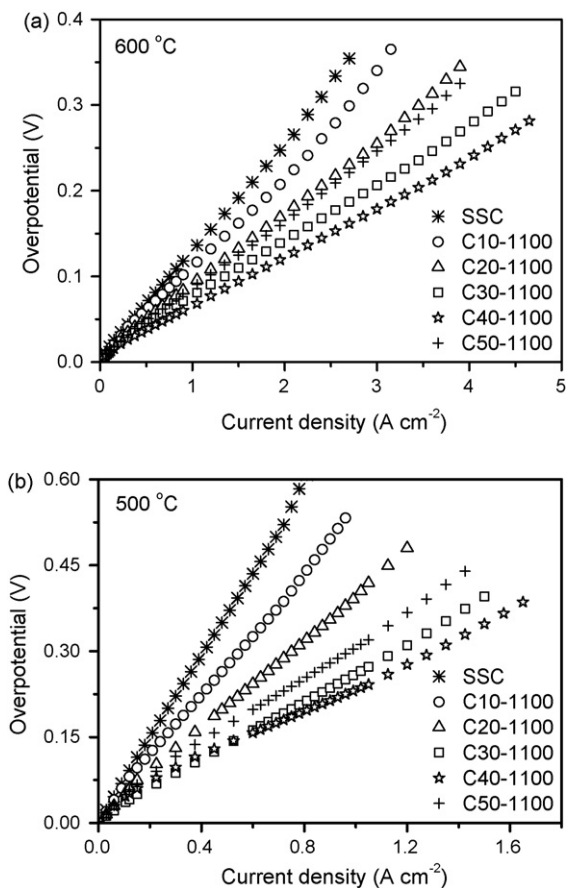 (a)
600 °C
Overpotential (V)
0.4
0.3
0.2
0.1
0.0
SSC
C10-1100
C20-1100
C30-1100
C40-1100
C50-1100
0 1 2 3 4 5
Current density (A cm⁻²)
(b)
500 °C
Overpotential (V)
0.60
0.45
0.30
0.15
0.00
SSC
C10-1100
C20-1100
C30-1100
C40-1100
C50-1100
0.0 0.4 0.8 1.2 1.6
Current density (A cm⁻²)